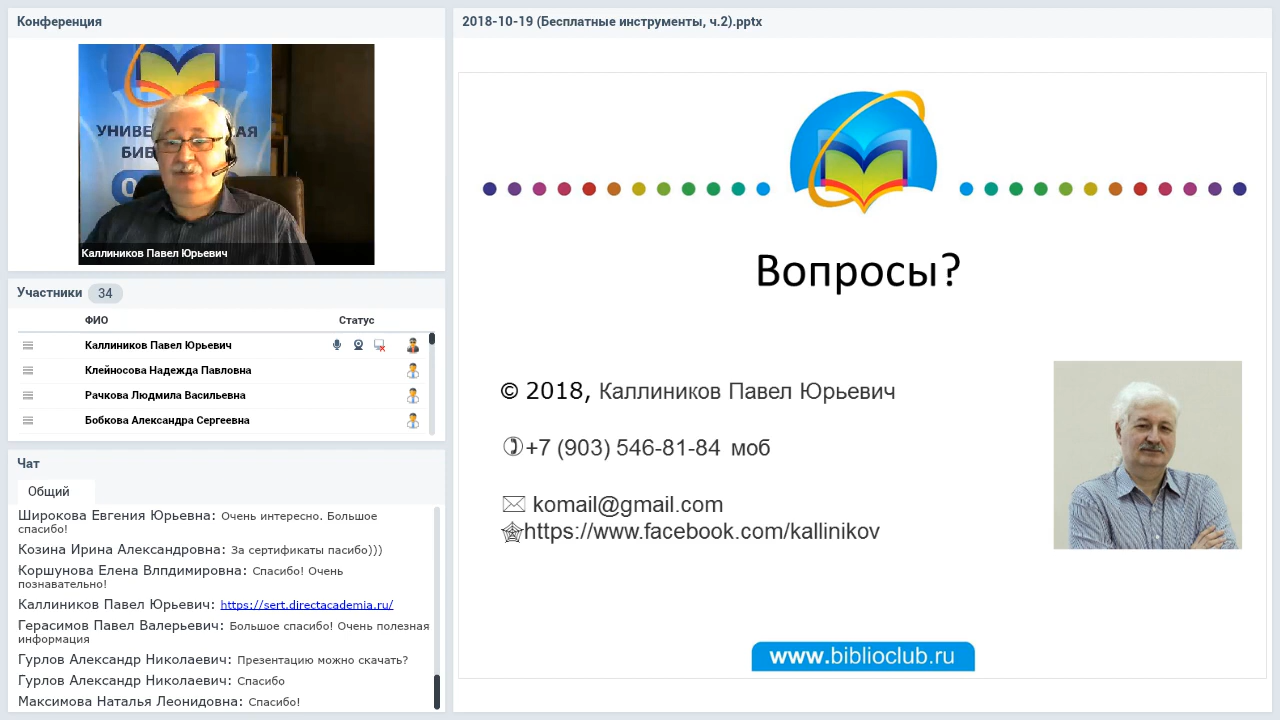 Конференция
УНИВЕ
АЯ
БИБ
Каллиников Павел Юрьевич
Участники 34
ФИО Статус
Каллиников Павел Юрьевич
Клейносова Надежда Павловна
Рачкова Людмила Васильевна
Бобкова Александра Сергеевна
Чат
Общий
Широкова Евгения Юрьевна: Очень интересно. Большое
спасибо!
Козина Ирина Александровна: За сертификаты пасибо)))
Коршунова Елена Влпдимировна: Спасибо! Очень
познавательно!
Каллиников Павел Юрьевич: https://sert.directacademia.ru/
Герасимов Павел Валерьевич: Большое спасибо! Очень полезная
информация
Гурлов Александр Николаевич: Презентацию можно скачать?
Гурлов Александр Николаевич: Спасибо
Максимова Наталья Леонидовна: Спасибо!
2018-10-19 (Бесплатные инструменты, ч.2).pptx
Вопросы?
© 2018, Каллиников Павел Юрьевич
+7 (903) 546-81-84 моб
komail@gmail.com
https://www.facebook.com/kallinikov
www.biblioclub.ru